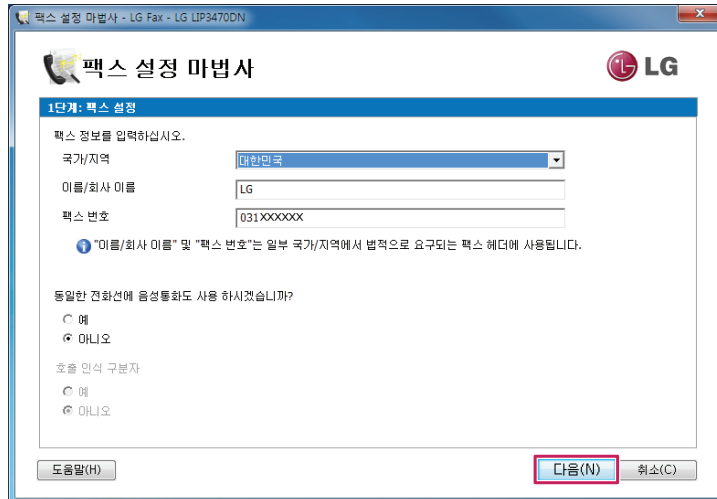 팩스 설정 마법사 - LG Fax - LG LIP3470DN
팩스 설정 마법사
LG
1단계: 팩스 설정
팩스 정보를 입력하십시오.
국가/지역 대한민국
이름/회사 이름 LG
팩스 번호 031XXXXXX
"이름/회사 이름" 및 "팩스 번호"는 일부 국가/지역에서 법적으로 요구되는 팩스 헤더에 사용됩니다.
동일한 전화선에 음성통화도 사용 하시겠습니까?
예
아니오
호출 인식 구분자
예
아니오
도움말(H) 다음(N) 취소(C)